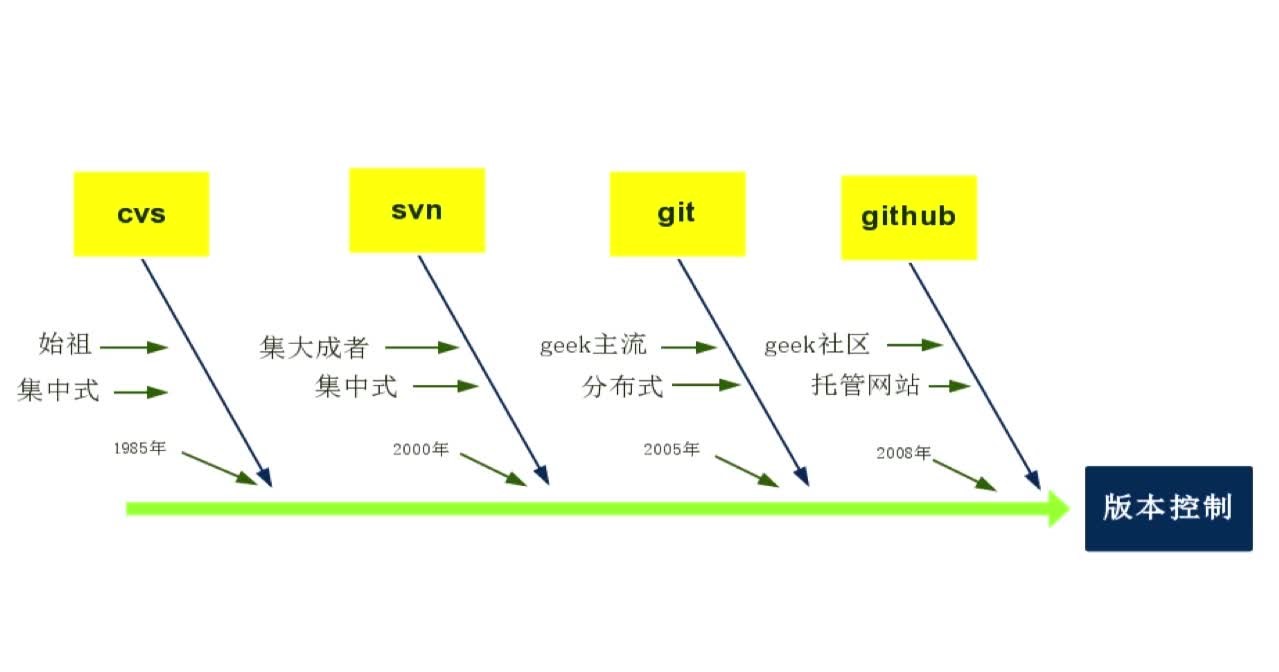 cvs
svn
git
github
始祖
集中式
1985年
集大成者
集中式
2000年
geek主流
分布式
2005年
geek社区
托管网站
2008年
版本控制